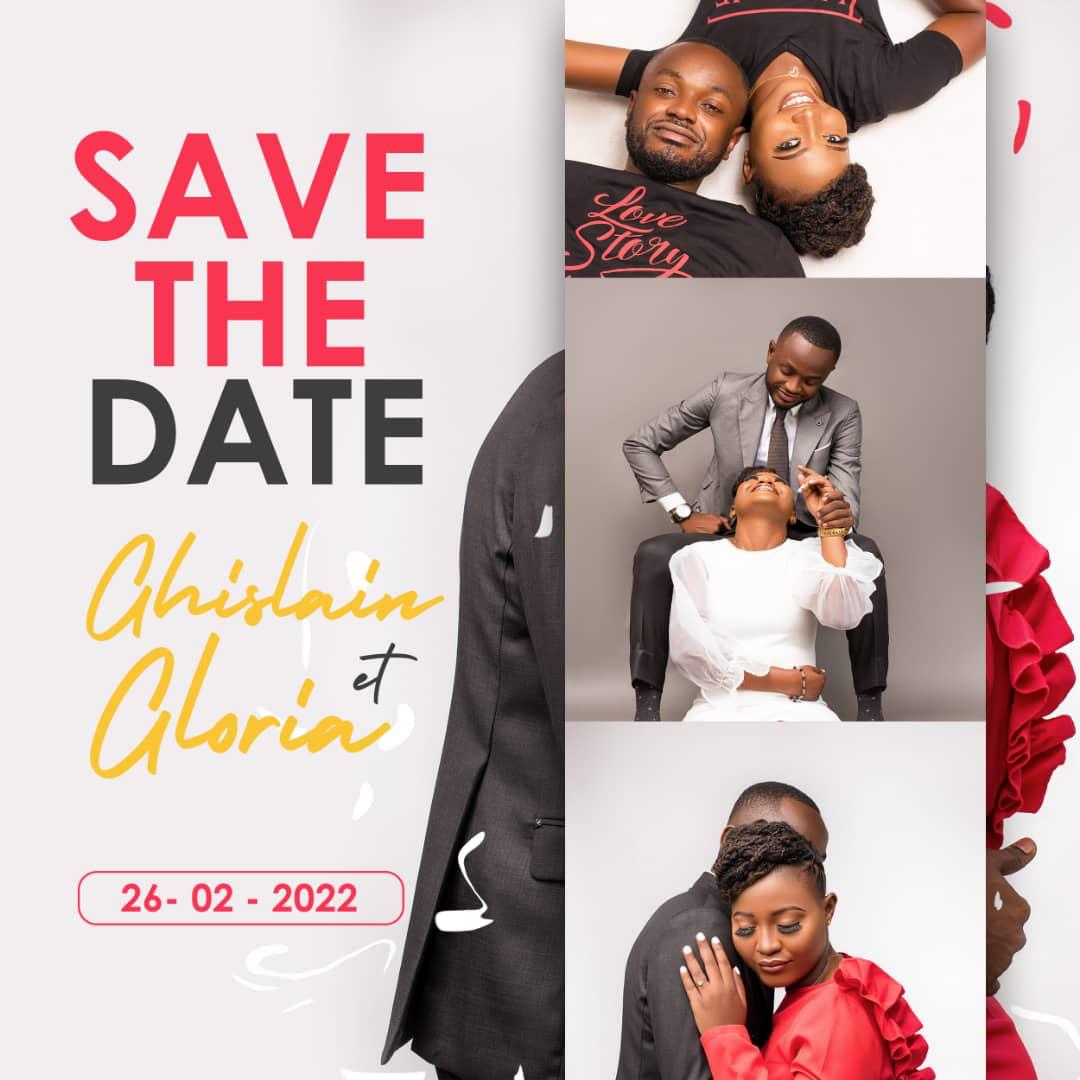 SAVE
THE
DATE
Ghislain
et
Gloria
26- 02 - 2022
Love
Story